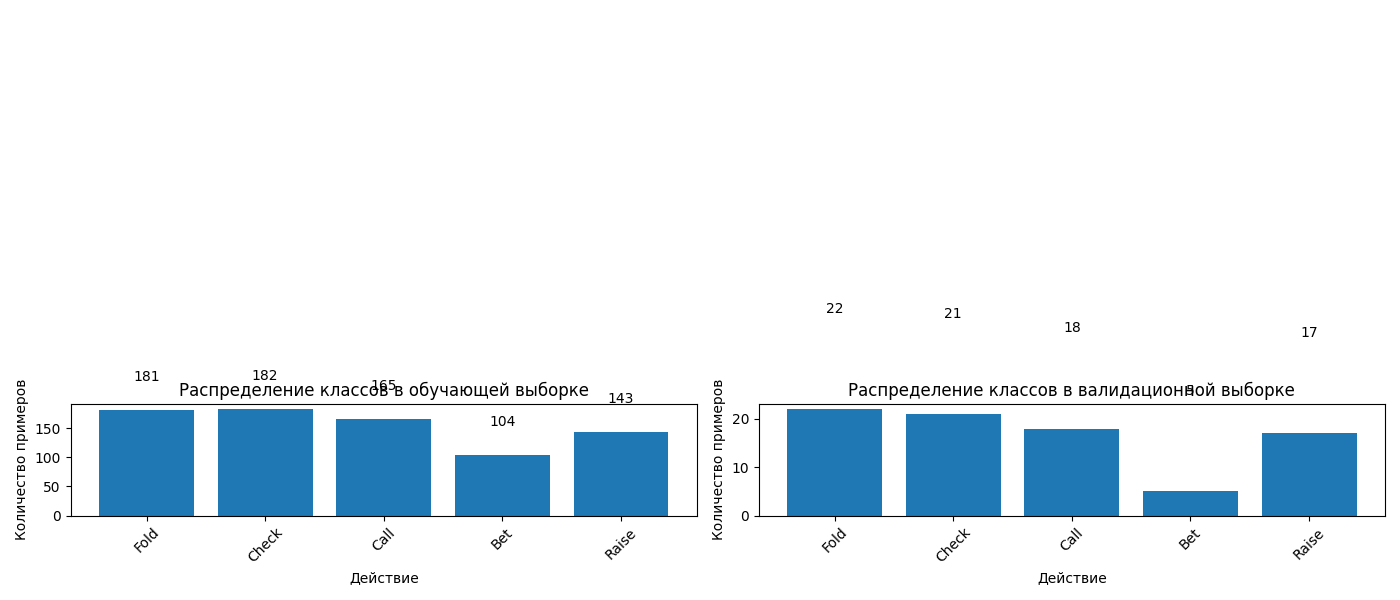 181
182
165
104
143
Распределение классов в обучающей выборке
Количество примеров
150
100
50
0
Fold
Check
Call
Bet
Raise
Действие
22
21
18
5
17
Распределение классов в валидационной выборке
Количество примеров
20
10
0
Fold
Check
Call
Bet
Raise
Действие